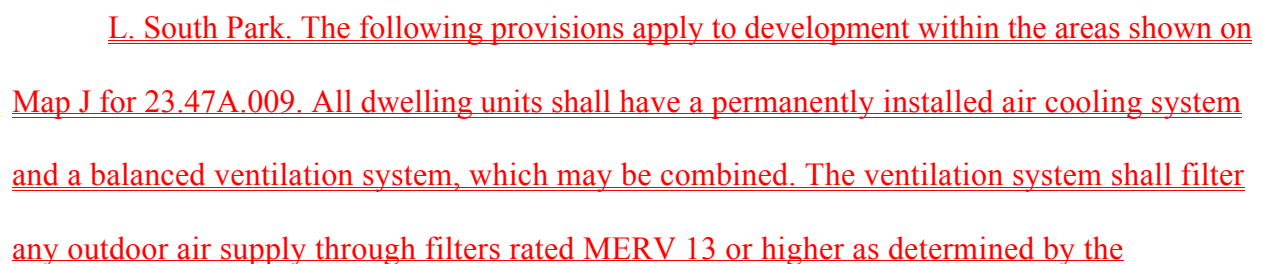 L. South Park. The following provisions apply to development within the areas shown on
Map J for 23.47A.009. All dwelling units shall have a permanently installed air cooling system
and a balanced ventilation system, which may be combined. The ventilation system shall filter
any outdoor air supply through filters rated MERV 13 or higher as determined by the